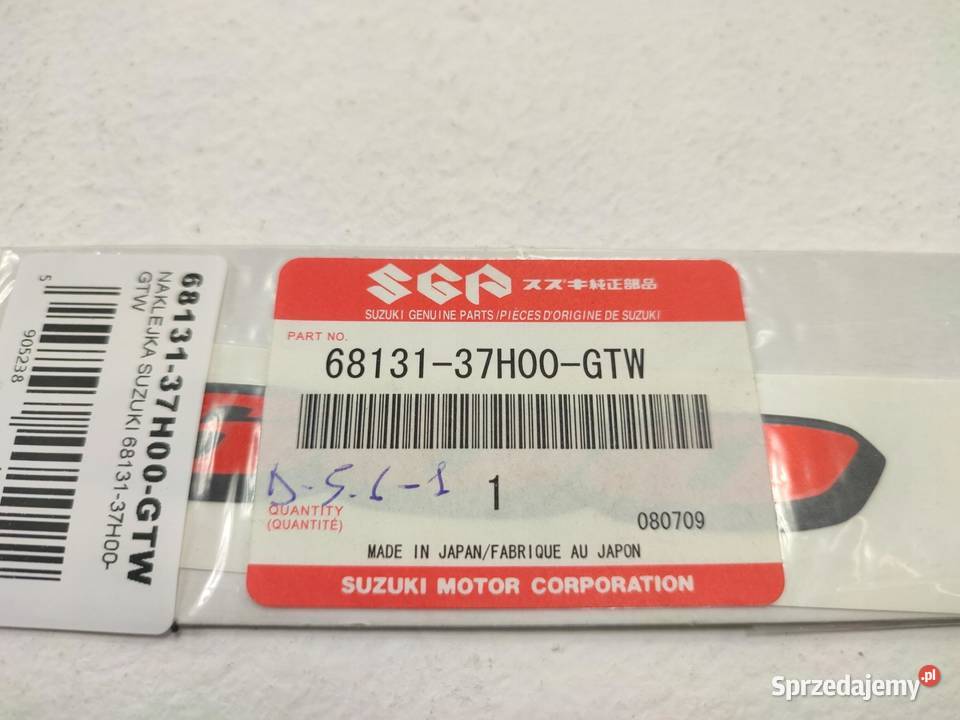 68131-37H00-GTW
NAKLEJKA SUZUKI 68131-37H00-
GTW
5
905238
SGP スズキ純正部品
SUZUKI GENUINE PARTS/PIÈCES D'ORIGINE DE SUZUKI
PART NO.
68131-37H00-GTW
D-5.6-1
1
QUANTITY
(QUANTITÉ)
080709
MADE IN JAPAN/FABRIQUE AU JAPON
SUZUKI MOTOR CORPORATION
Sprzedajemy.pl